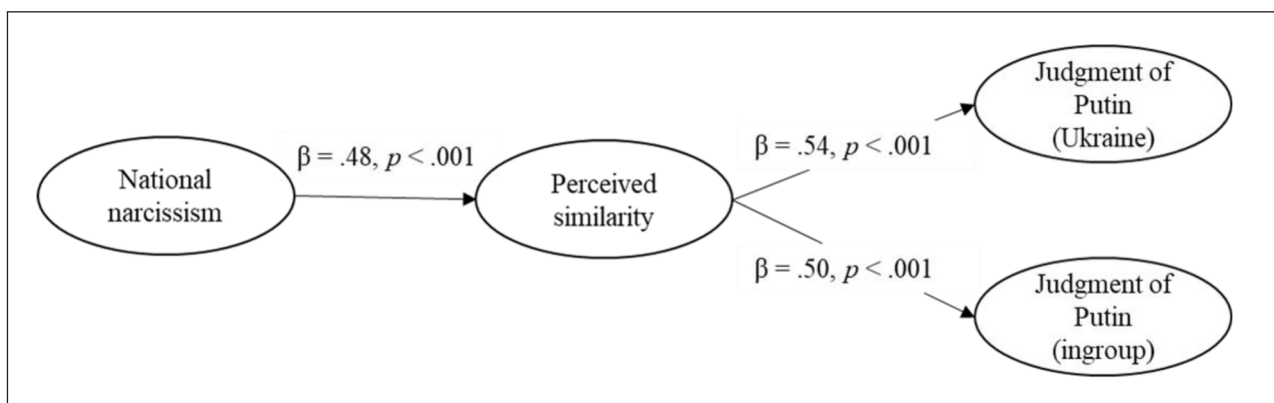 National
narcissism
β = .48, p < .001
Perceived
similarity
β = .54, p < .001
β = .50, p < .001
Judgment of
Putin
(Ukraine)
Judgment of
Putin
(ingroup)